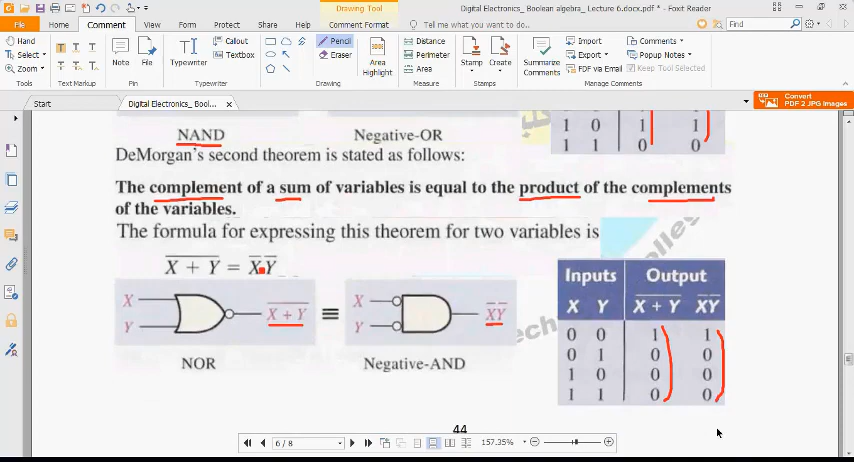 Drawing Tool
Digital Electronics_ Boolean algebra_ Lecture 6.docx.pdf * - Foxit Reader
File Home Comment View Form Protect Share Help Comment Format Tell me what you want to do... Find
Hand
Select
Zoom
Tools
Text Markup
Note File
Pin
Typewriter
Callout
Textbox
Typewriter
Pencil
Eraser
Drawing
Area Highlight
Distance
Perimeter
Area
Measure
Stamp Create
Stamps
Summarize Comments
Import
Export
FDF via Email
Comments
Popup Notes
Keep Tool Selected
Manage Comments
Start Digital Electronics_ Bool...
Convert
PDF 2 JPG Images
NAND Negative-OR
1 0 1 1
1 1 0 0
DeMorgan's second theorem is stated as follows:
The complement of a sum of variables is equal to the product of the complements
of the variables.
The formula for expressing this theorem for two variables is
X̅ ̅+̅ ̅Y̅ = X̅.Y̅
X
Y
X̅ ̅+̅ ̅Y̅
≡
X
Y
X̅Y̅
NOR Negative-AND
Inputs Output
X Y X̅ ̅+̅ ̅Y̅ X̅Y̅
0 0 1 1
0 1 0 0
1 0 0 0
1 1 0 0
44
6 / 8
157.35%